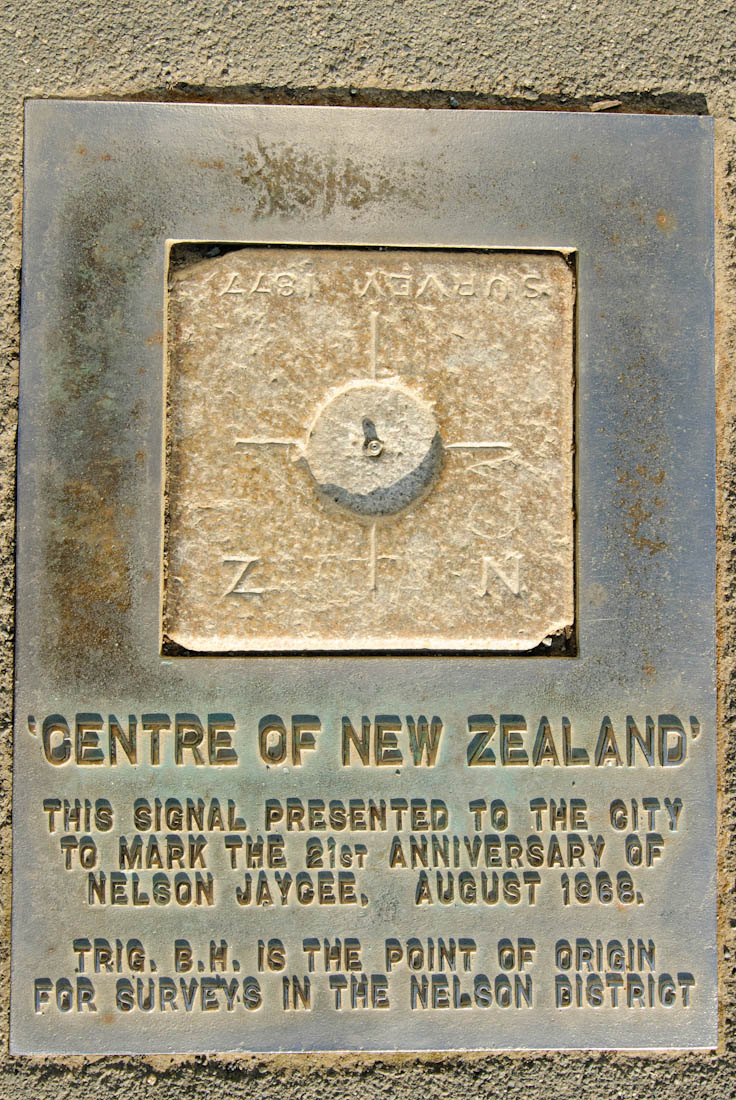 SURVEY 1877
N Z
'CENTRE OF NEW ZEALAND'
THIS SIGNAL PRESENTED TO THE CITY
TO MARK THE 21ST ANNIVERSARY OF
NELSON JAYCEE, AUGUST 1968.
TRIG. B.H. IS THE POINT OF ORIGIN
FOR SURVEYS IN THE NELSON DISTRICT